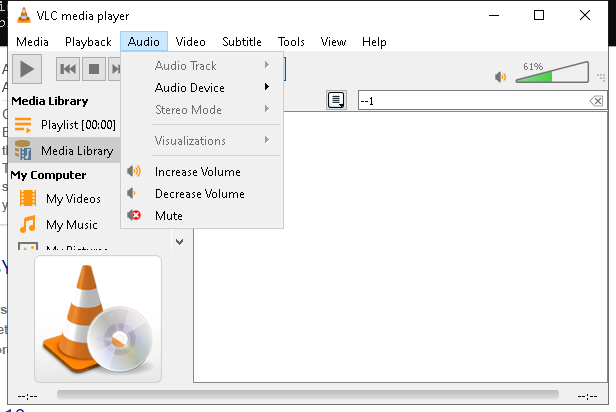 VLC media player
Media Playback Audio Video Subtitle Tools View Help
61%
Audio Track
Audio Device
Stereo Mode
Visualizations
Increase Volume
Decrease Volume
Mute
--1
Media Library
Playlist [00:00]
Media Library
My Computer
My Videos
My Music
My Pictures
--:-- --:--